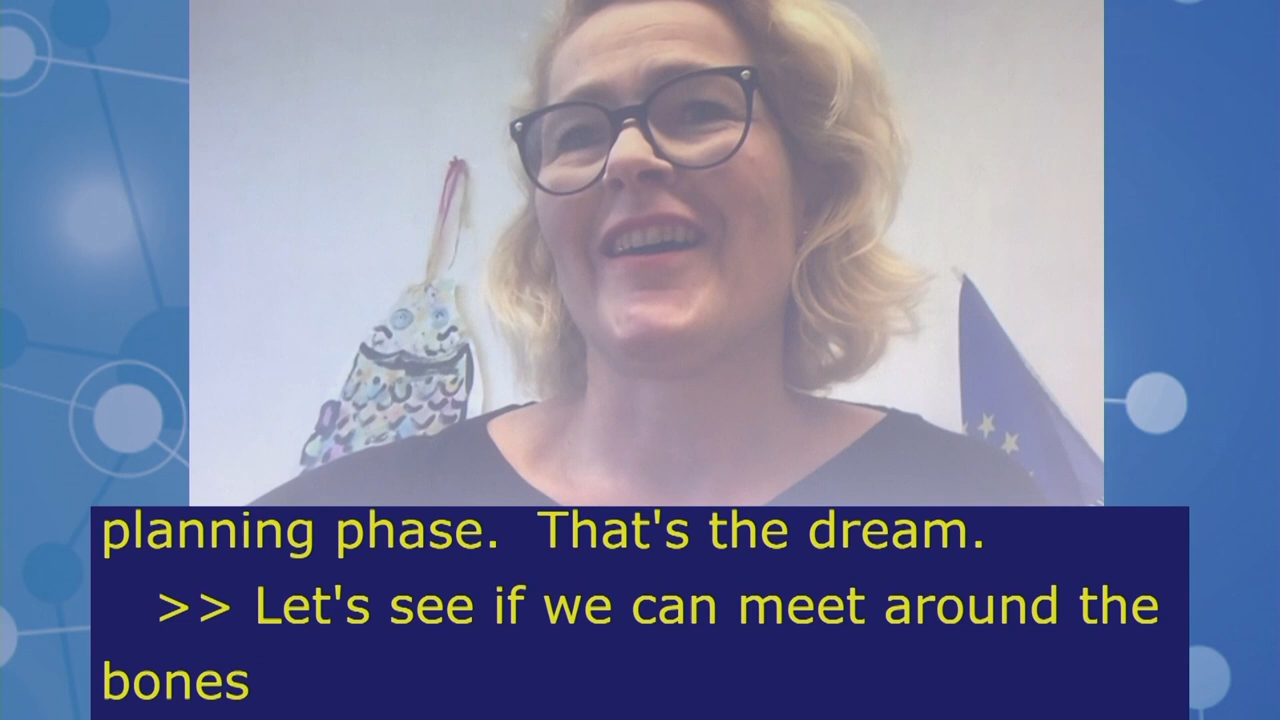 planning phase.  That's the dream.
>> Let's see if we can meet around the
bones